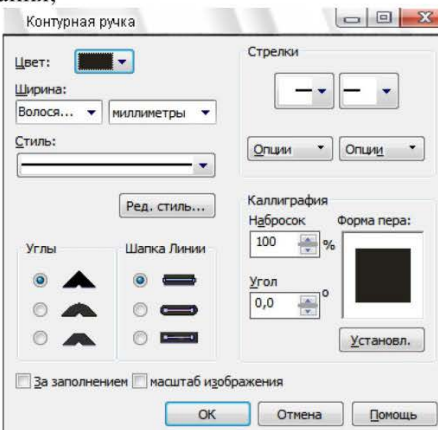 Контурная ручка
Цвет:
Ширина:
Волося...
миллиметры
Стиль:
Ред. стиль...
Углы
Шапка Линии
Стрелки
Опции
Опции
Каллиграфия
Набросок
Форма пера:
100
%
Угол
0,0
°
Установл.
За заполнением
масштаб изображения
ОК
Отмена
Помощь